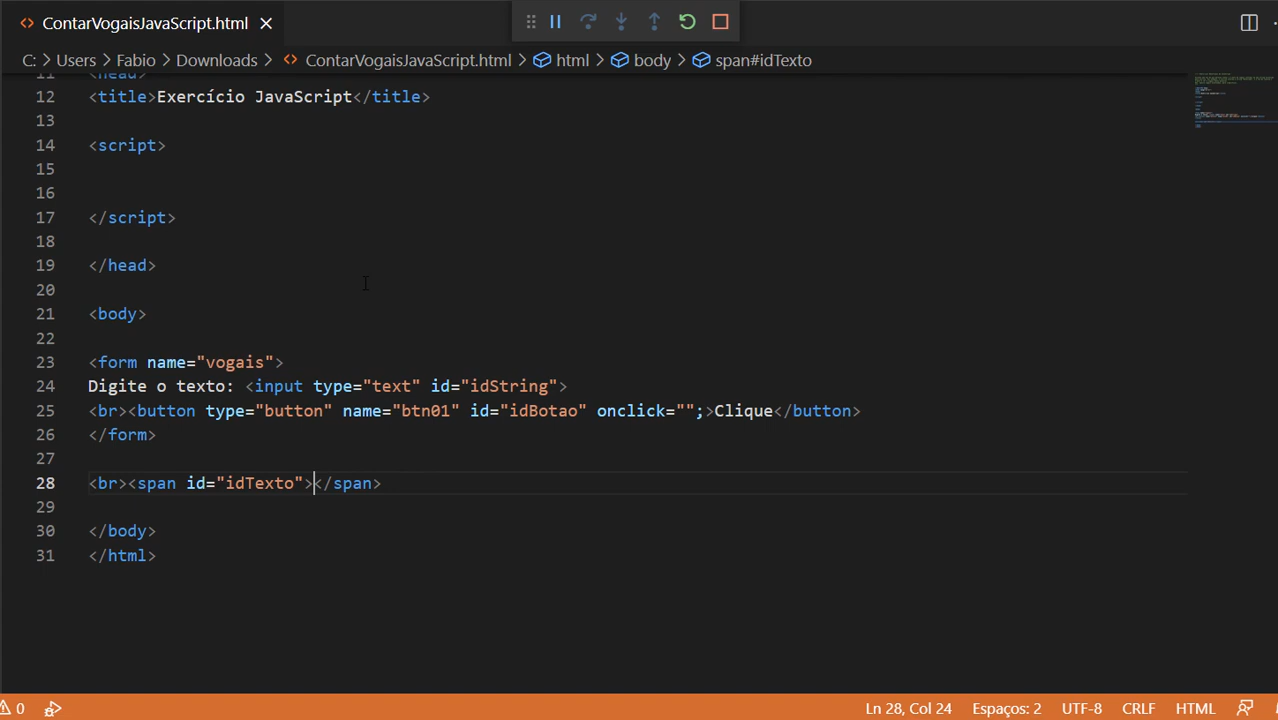 ContarVogaisJavaScript.html
C: > Users > Fabio > Downloads > ContarVogaisJavaScript.html > html > body > span#idTexto
11 <head>
12 <title>Exercício JavaScript</title>
13
14 <script>
15
16
17 </script>
18
19 </head>
20
21 <body>
22
23 <form name="vogais">
24 Digite o texto: <input type="text" id="idString">
25 <br><button type="button" name="btn01" id="idBotao" onclick="";>Clique</button>
26 </form>
27
28 <br><span id="idTexto"></span>
29
30 </body>
31 </html>
0 Ln 28, Col 24 Espaços: 2 UTF-8 CRLF HTML